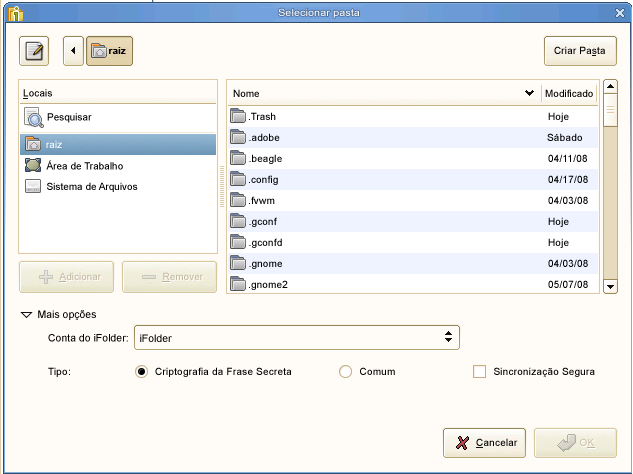 Selecionar pasta
raiz
Criar Pasta
Locais
Pesquisar
raiz
Área de Trabalho
Sistema de Arquivos
Nome Modificado
.Trash Hoje
.adobe Sábado
.beagle 04/11/08
.config 04/17/08
.fvwm 04/03/08
.gconf Hoje
.gconfd Hoje
.gnome 04/03/08
.gnome2 05/07/08
Adicionar Remover
Mais opções
Conta do iFolder: iFolder
Tipo: Criptografia da Frase Secreta Comum Sincronização Segura
Cancelar OK